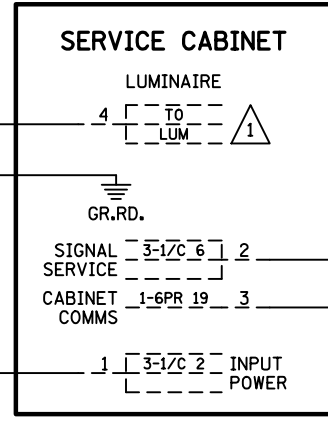 SERVICE CABINET
LUMINAIRE
4 TO
LUM 1
GR.RD.
SIGNAL 3-1/C 6 2
SERVICE
CABINET 1-6PR 19 3
COMMS
1 3-1/C 2 INPUT
POWER